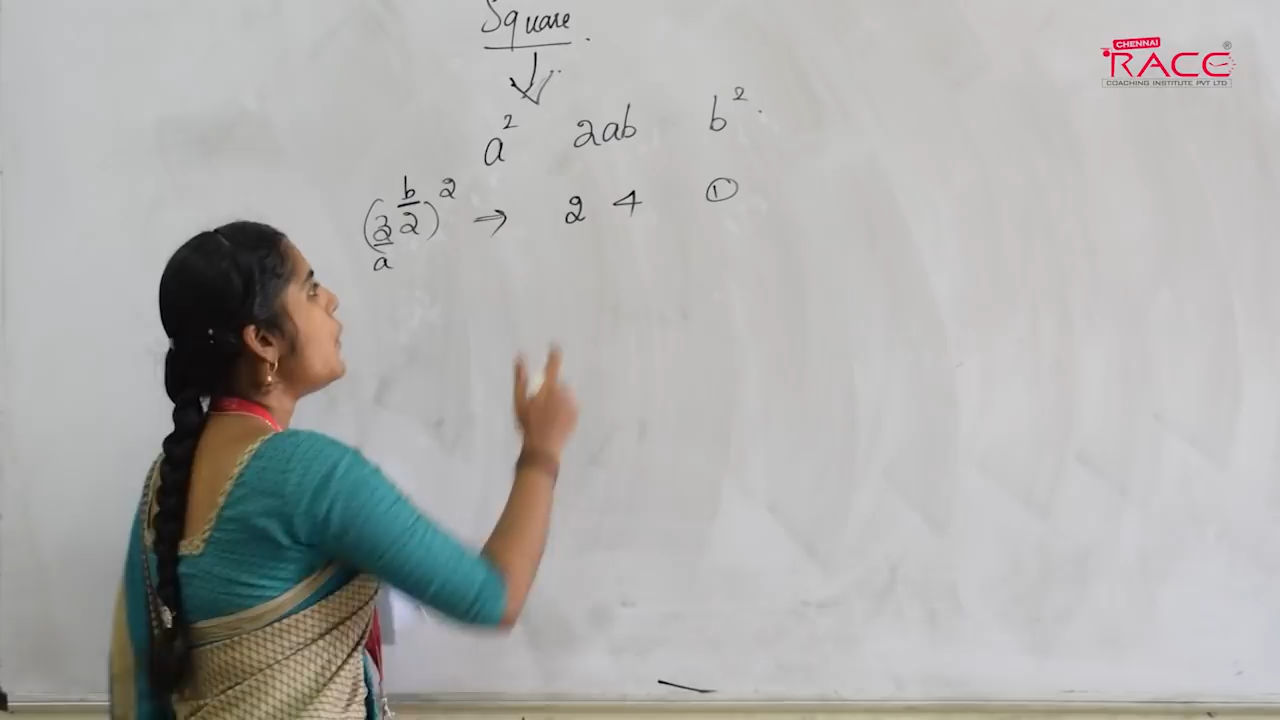 CHENNAI
RACE®
COACHING INSTITUTE PVT LTD
Square.
a² 2ab b².
b
(32)² → 2 4 ①
a